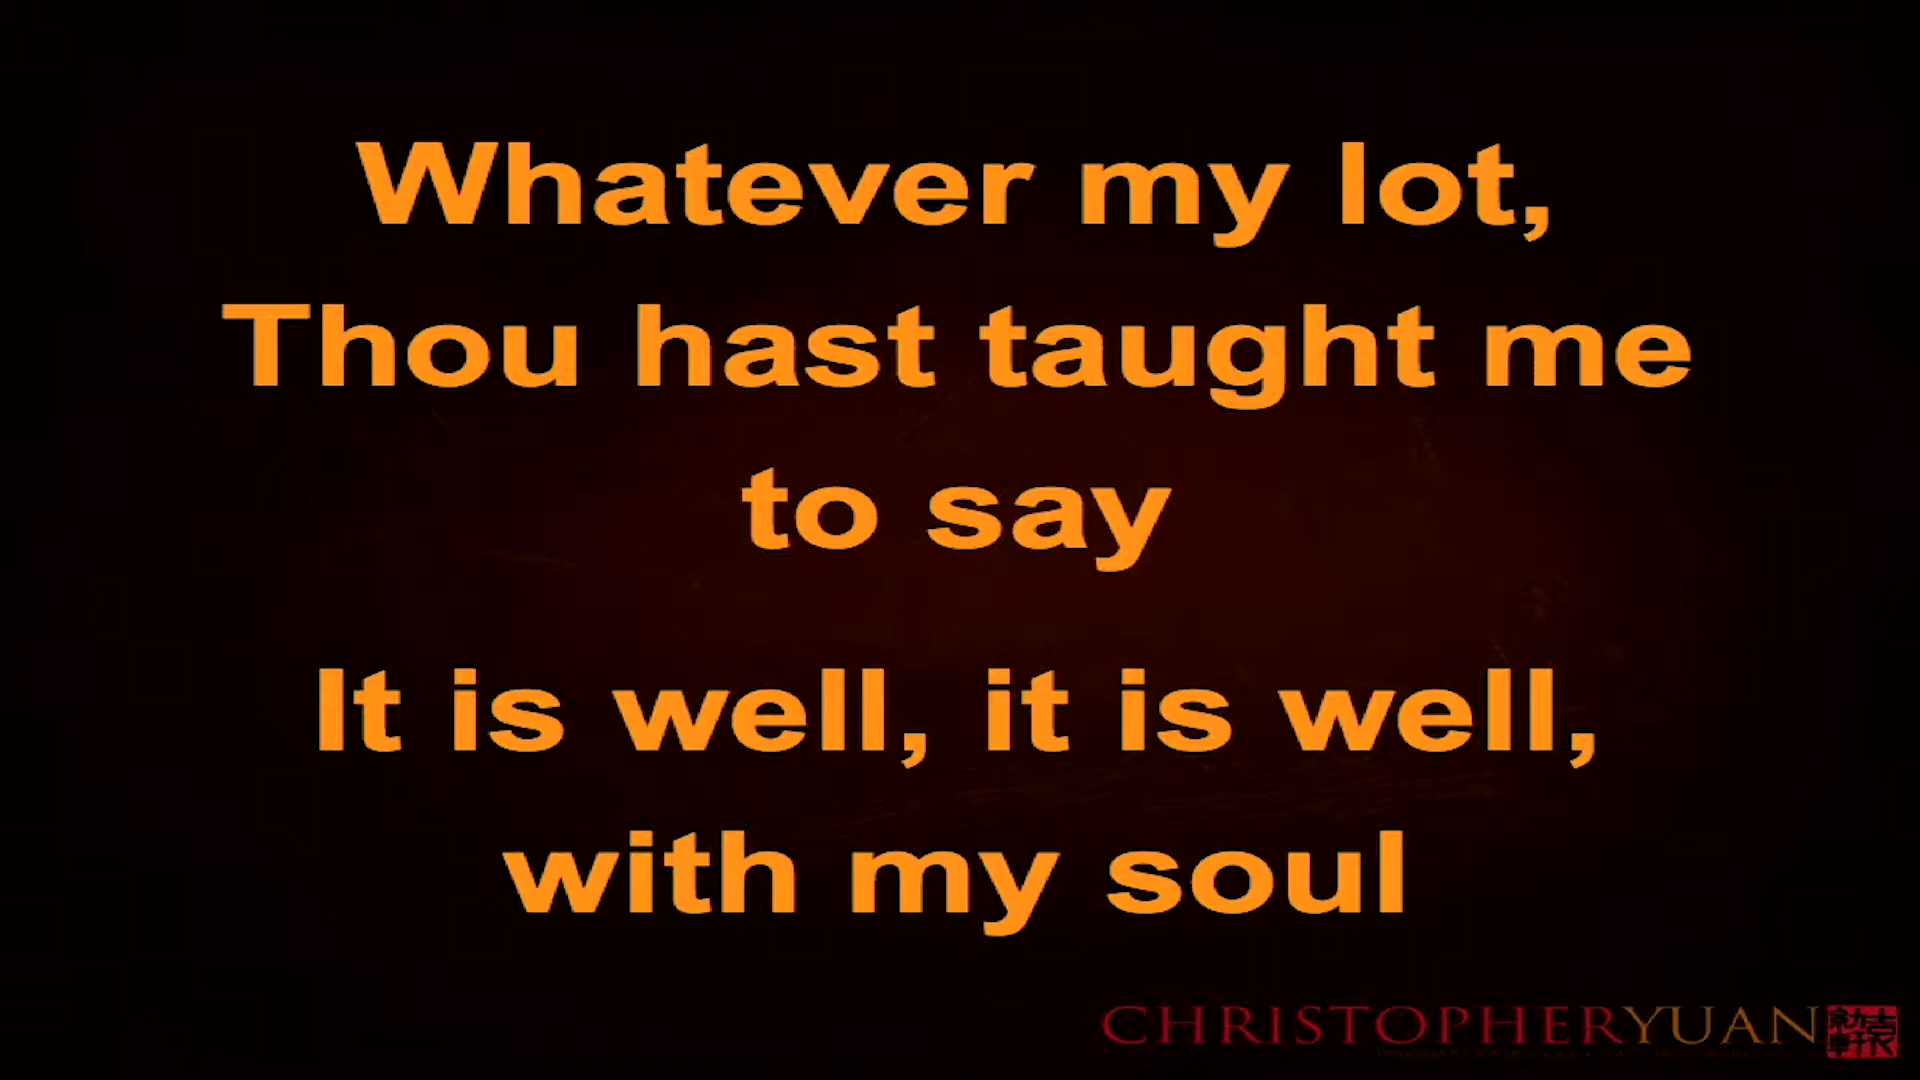 Whatever my lot,
Thou hast taught me
to say
It is well, it is well,
with my soul
CHRISTOPHERYUAN